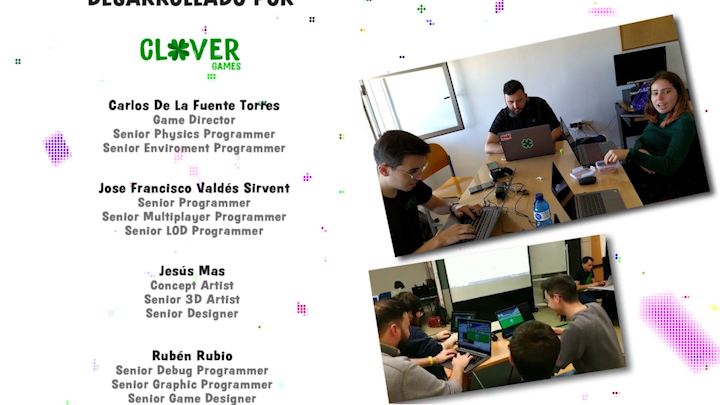 DESARROLLADO POR
CLOVER
GAMES
Carlos De La Fuente Torres
Game Director
Senior Physics Programmer
Senior Enviroment Programmer
Jose Francisco Valdés Sirvent
Senior Programmer
Senior Multiplayer Programmer
Senior LOD Programmer
Jesús Mas
Concept Artist
Senior 3D Artist
Senior Designer
Rubén Rubio
Senior Debug Programmer
Senior Graphic Programmer
Senior Game Designer